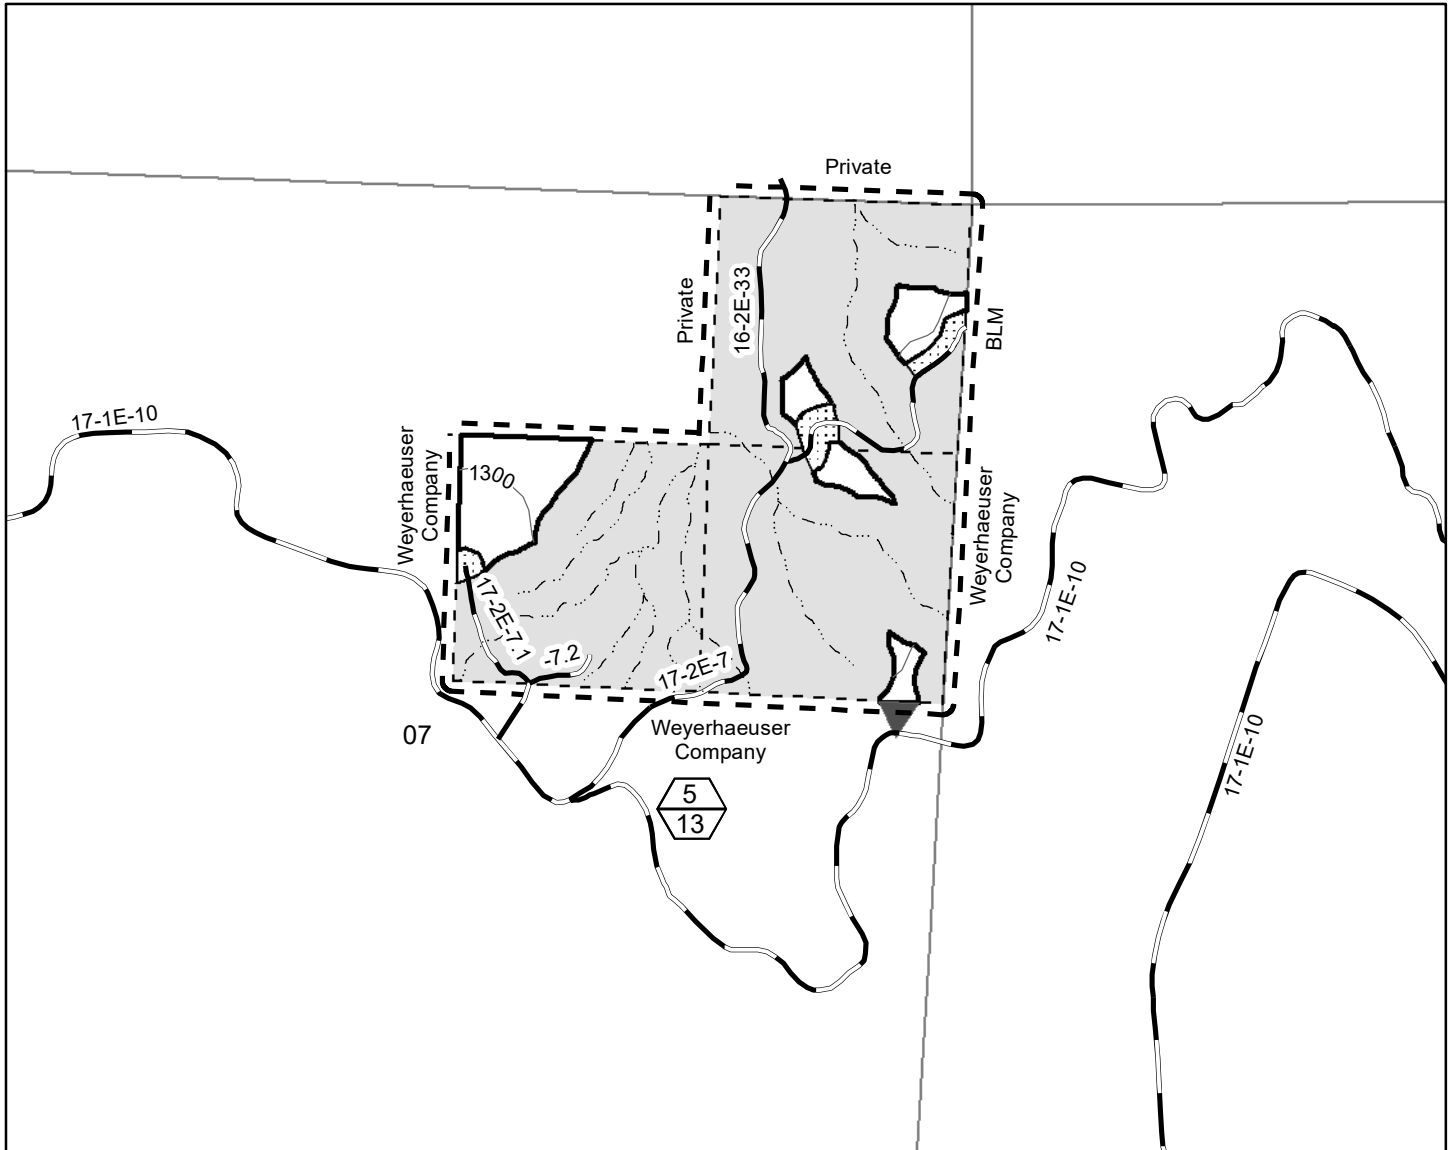 Private
Private
16-2E-33
BLM
17-1E-10
Weyerhaeuser
Company
1300
Weyerhaeuser
Company
17-1E-10
17-2E-7.1
-7.2
17-2E-7
07
Weyerhaeuser
Company
17-1E-10
5
13